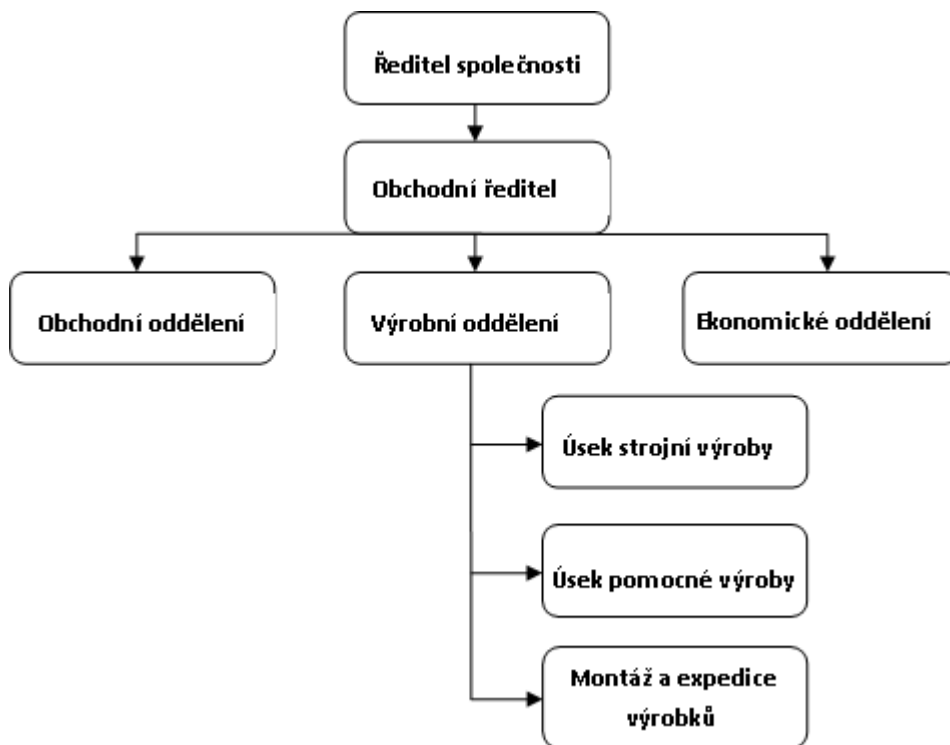 Ředitel společnosti
Obchodní ředitel
Obchodní oddělení
Výrobní oddělení
Ekonomické oddělení
Úsek strojní výroby
Úsek pomocné výroby
Montáž a expedice
výrobků